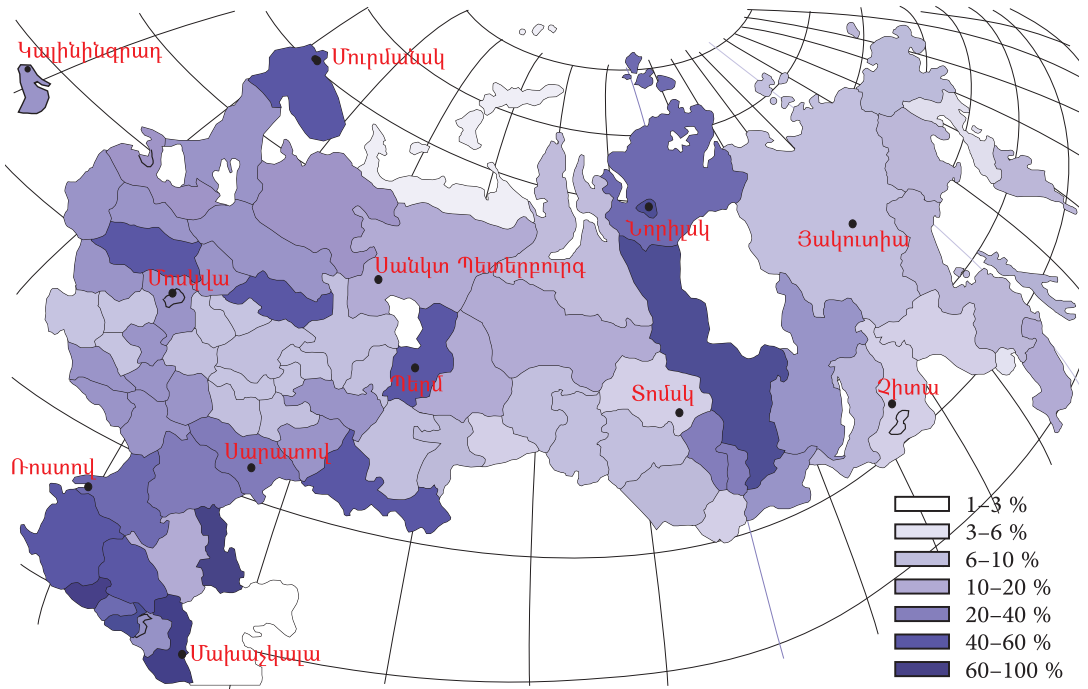 Կալինինգրադ
Մուրմանսկ
Նորիլսկ
Յակուտիա
Սանկտ Պետերբուրգ
Մոսկվա
Պերմ
Տոմսկ
Չիտա
Սարատով
Ռոստով
Մախաչկալա
1–3 %
3–6 %
6–10 %
10–20 %
20–40 %
40–60 %
60–100 %